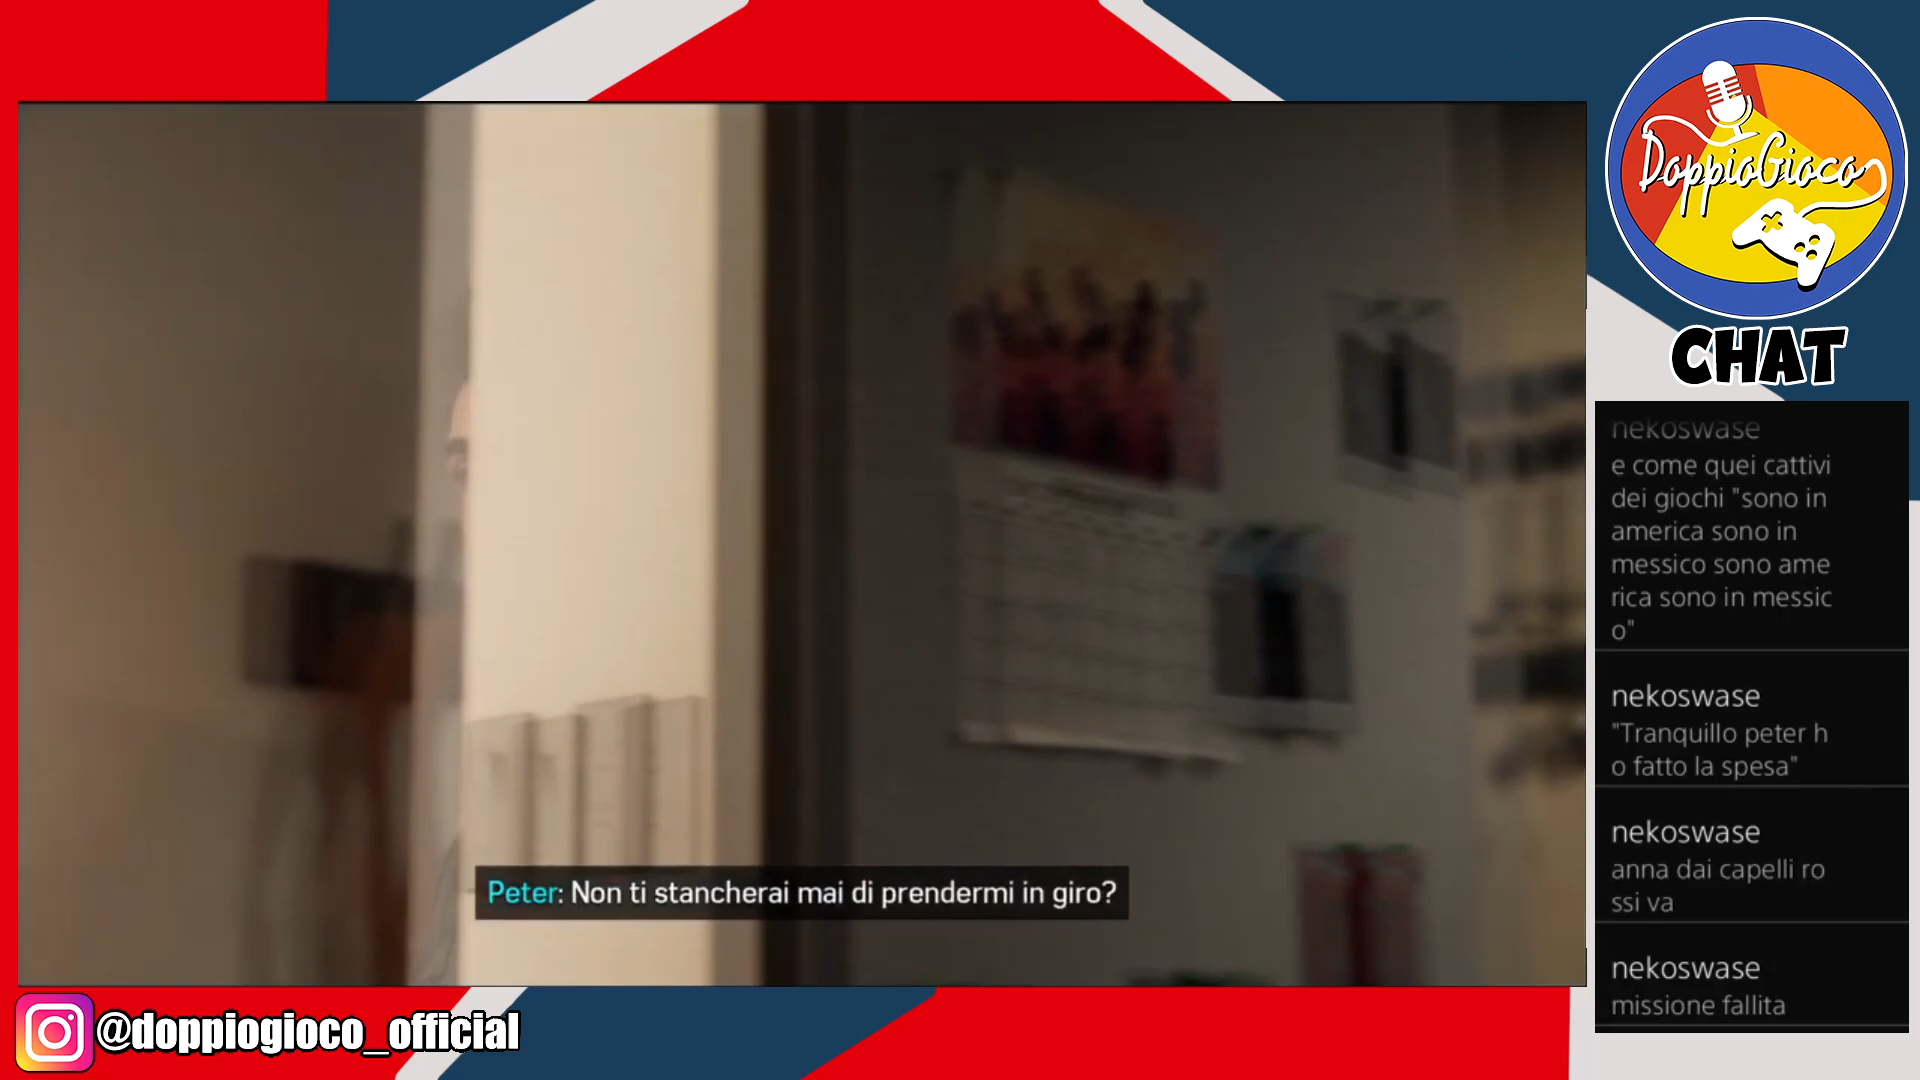 DoppioGioco
CHAT
nekoswase
e come quei cattivi
dei giochi "sono in
america sono in
messico sono ame
rica sono in messic
o"
nekoswase
"Tranquillo peter h
o fatto la spesa"
nekoswase
anna dai capelli ro
ssi va
nekoswase
missione fallita
Peter: Non ti stancherai mai di prendermi in giro?
@doppiogioco_official